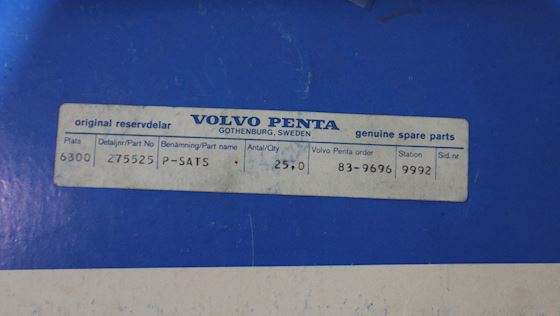 original reservdelar VOLVO PENTA genuine spare parts
GOTHENBURG, SWEDEN
Plats Detaljnr/Part No Benämning/Part name Antal/Qty Volvo Penta order Station Sid.nr
6300 275525 P-SATS 25,0 83-9696 9992